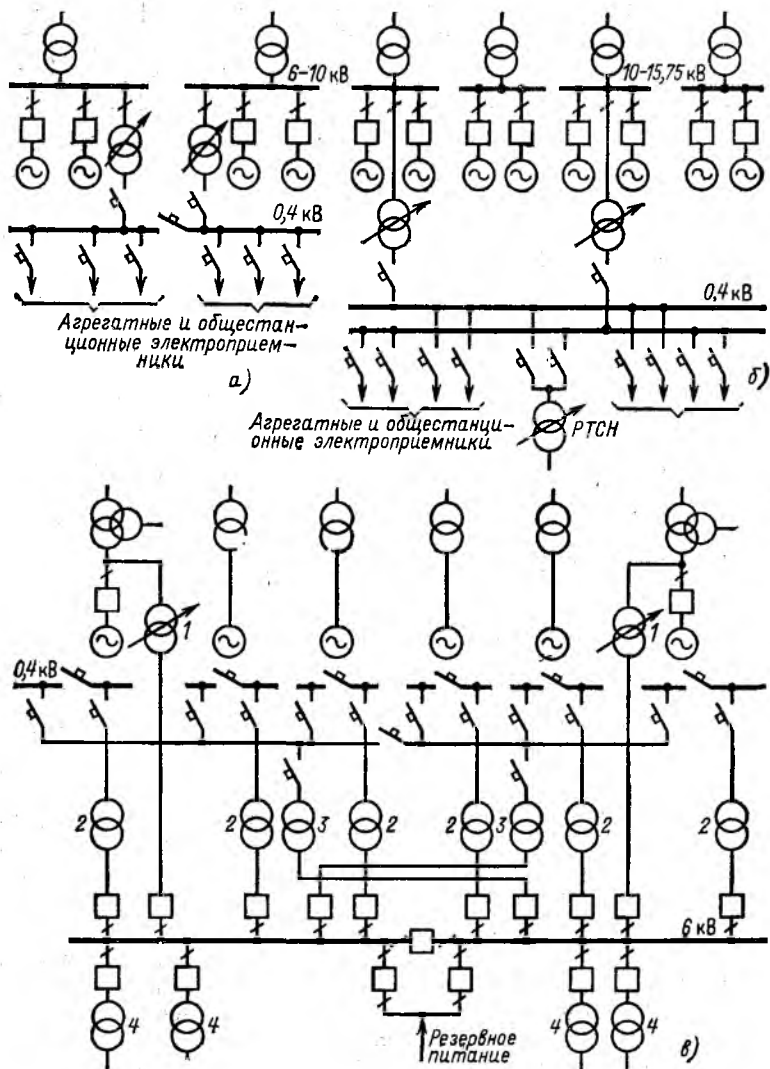 6–10 кВ
10–15,75 кВ
0,4 кВ
0,4 кВ
Агрегатные и общестан-
ционные электроприем-
ники
а)
б)
Агрегатные и общестанци-
онные электроприемники
РТСН
1
1
0,4 кВ
2
2
3
2
2
3
2
2
6 кВ
4
4
4
4
Резервное
питание
в)